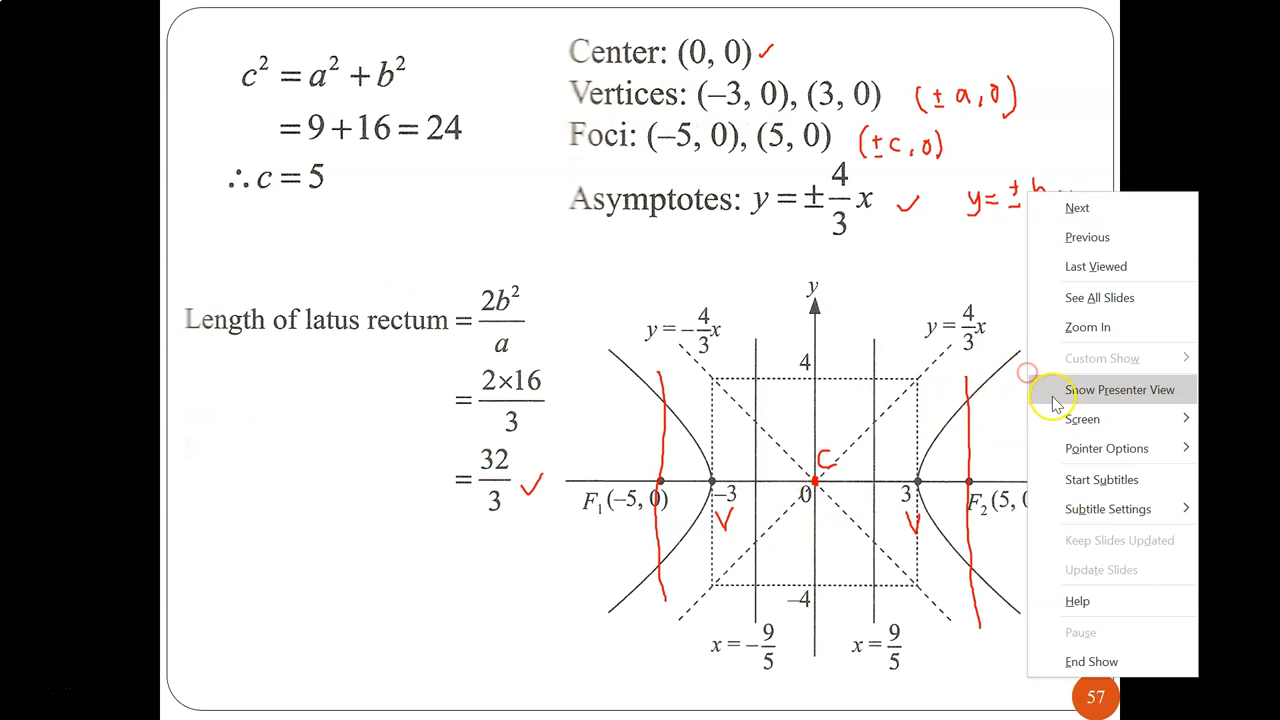 c² = a² + b²
= 9 + 16 = 24
∴ c = 5
Center: (0, 0) ✓
Vertices: (–3, 0), (3, 0) (± a, 0)
Foci: (–5, 0), (5, 0) (± c, 0)
Asymptotes: y = ± 4/3 x ✓ y = ± b
Length of latus rectum = 2b²/a
= 2×16/3
= 32/3 ✓
y
y = –4/3 x
y = 4/3 x
4
C
F₁(–5, 0) –3 0 3 F₂(5, 0
V V
–4
x = –9/5
x = 9/5
Next
Previous
Last Viewed
See All Slides
Zoom In
Custom Show
Show Presenter View
Screen
Pointer Options
Start Subtitles
Subtitle Settings
Keep Slides Updated
Update Slides
Help
Pause
End Show
57